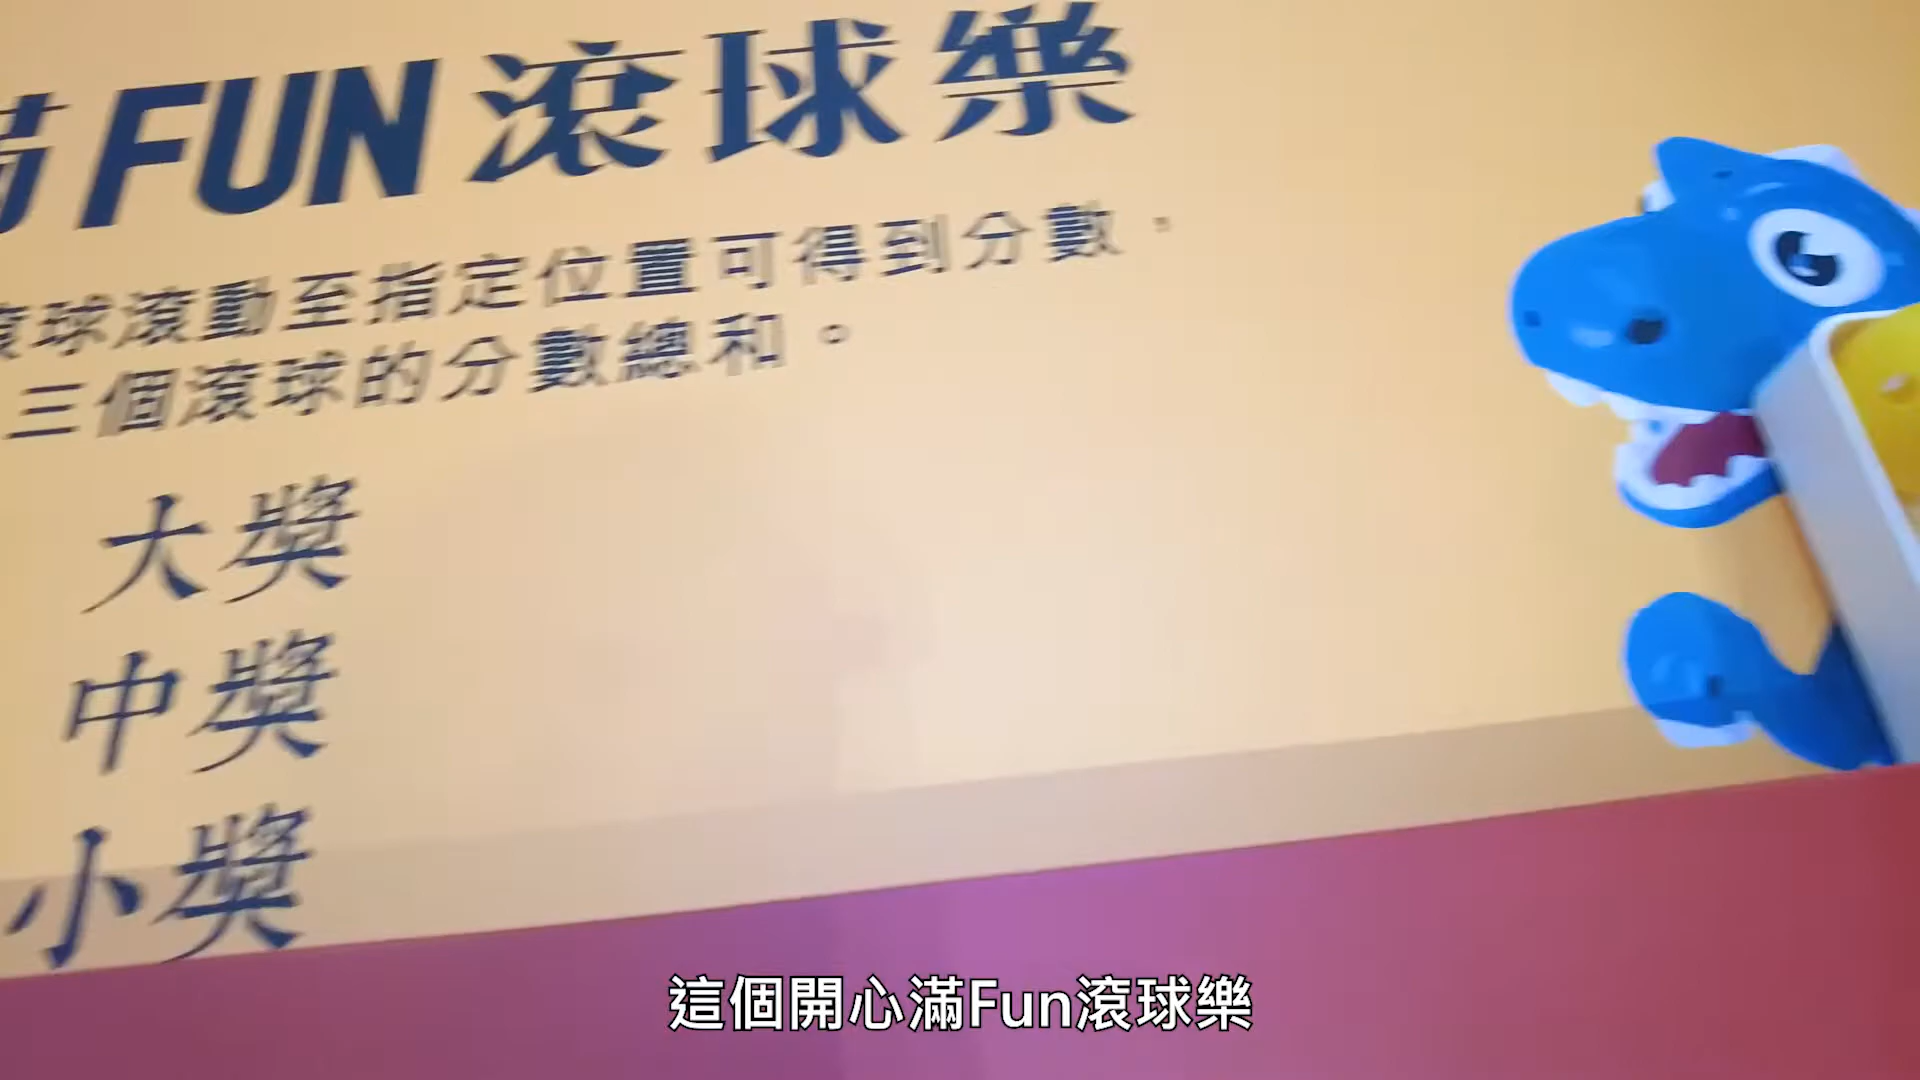 滿FUN滾球樂
滾球滾動至指定位置可得到分數，
三個滾球的分數總和。
大獎
中獎
小獎
這個開心滿Fun滾球樂